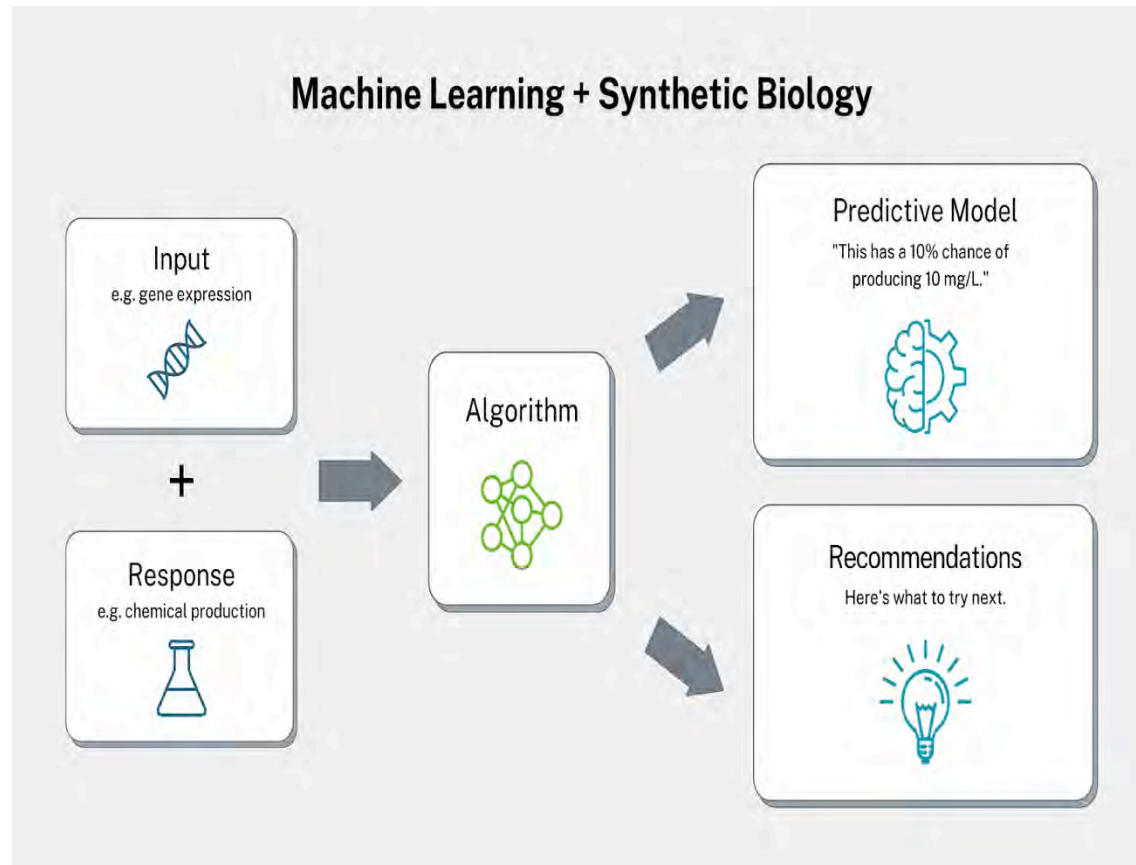 Machine Learning + Synthetic Biology
Input
e.g. gene expression
+
Response
e.g. chemical production
Algorithm
Predictive Model
"This has a 10% chance of
producing 10 mg/L."
Recommendations
Here's what to try next.